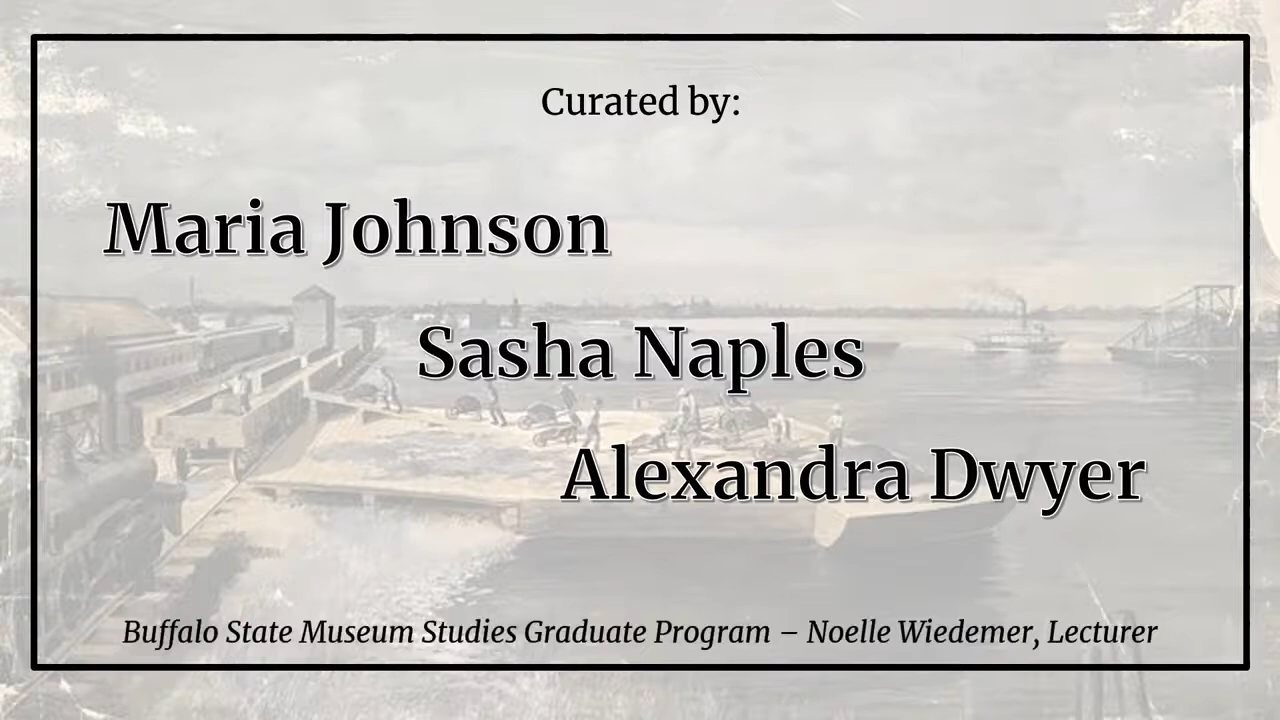 Curated by:
Maria Johnson
Sasha Naples
Alexandra Dwyer
Buffalo State Museum Studies Graduate Program – Noelle Wiedemer, Lecturer